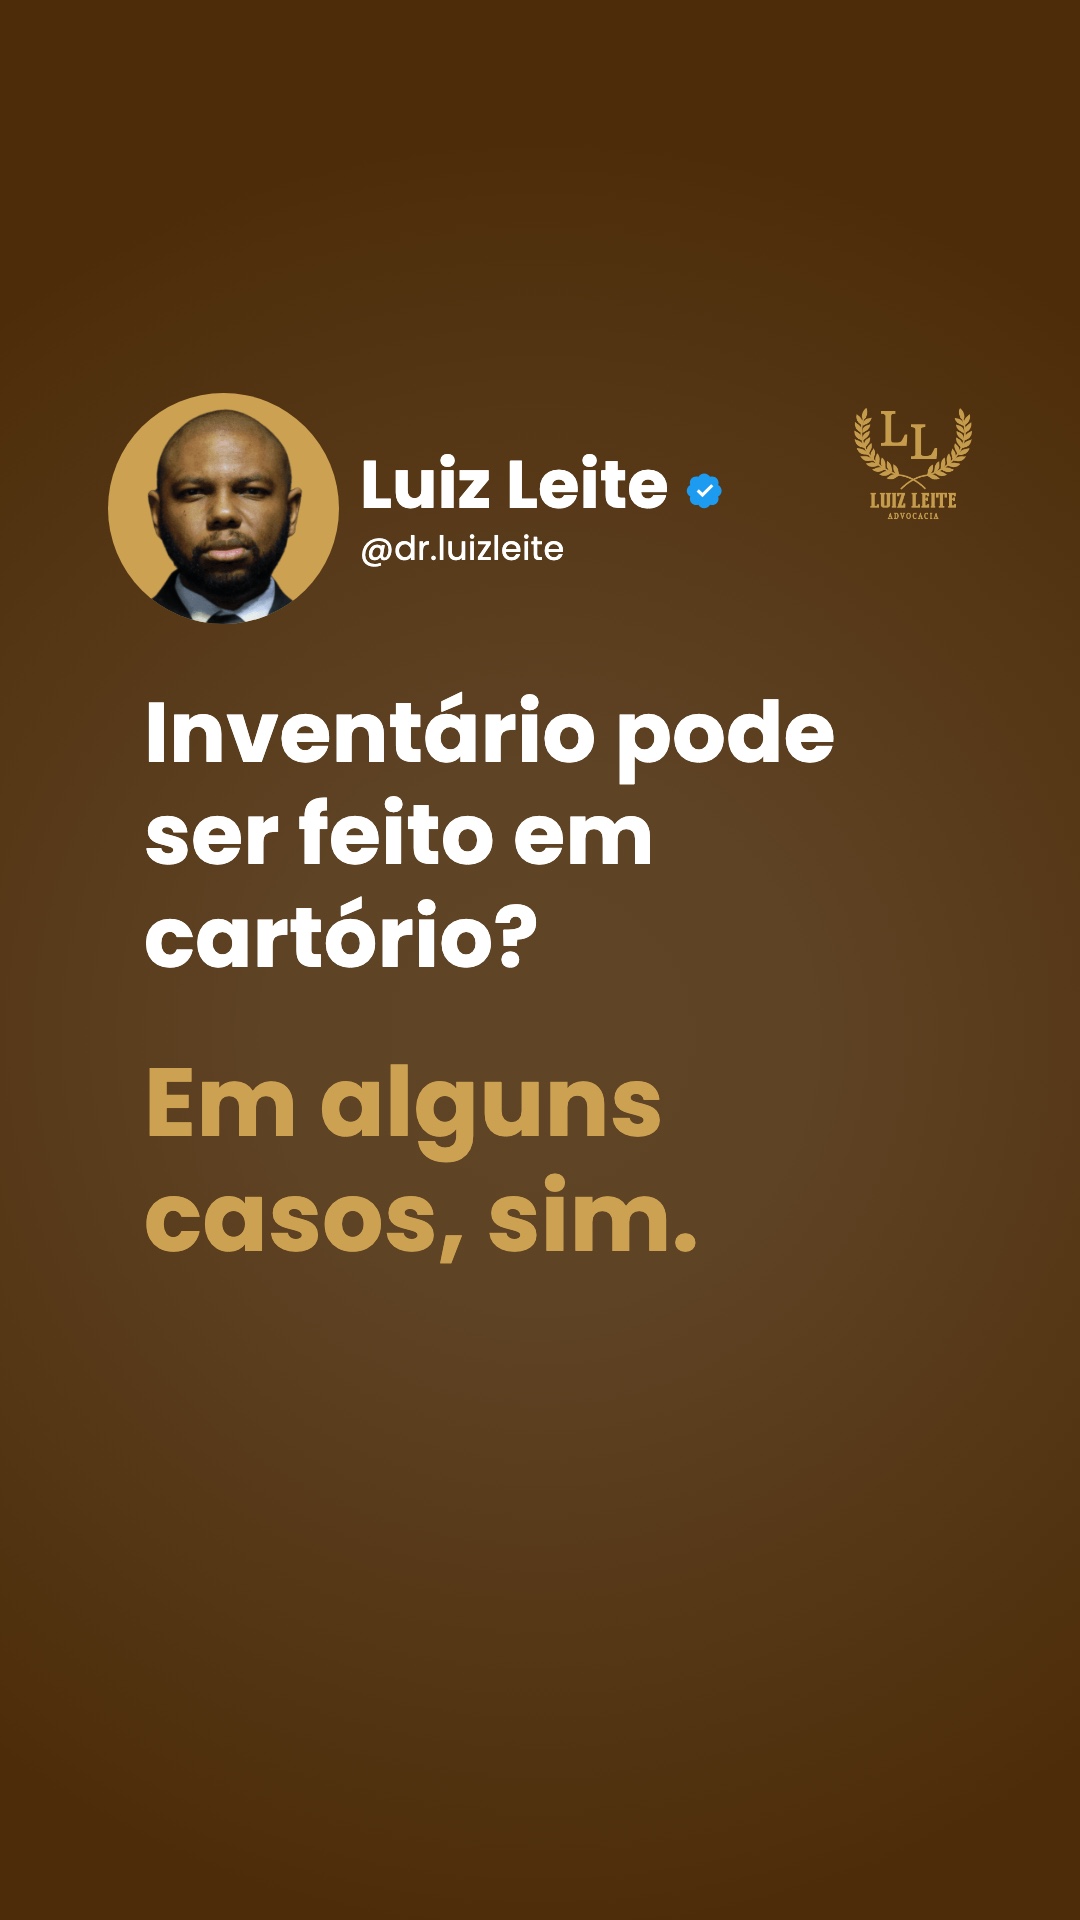 Luiz Leite
@dr.luizleite
LL
LUIZ LEITE
ADVOCACIA
Inventário pode
ser feito em
cartório?
Em alguns
casos, sim.